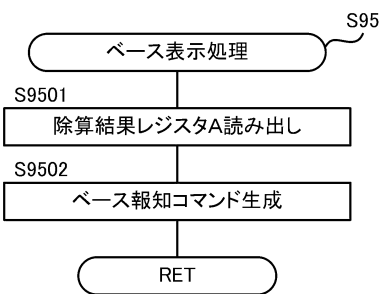 S95
ベース表示処理
S9501
除算結果レジスタA読み出し
S9502
ベース報知コマンド生成
RET